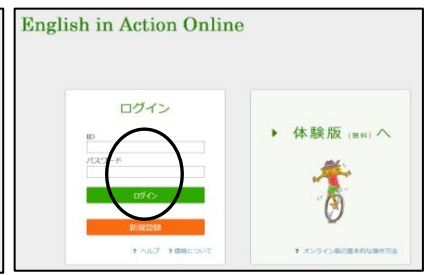 English in Action Online
ログイン
ID
パスワード
ログイン
新規登録
? ヘルプ ? 価格について
▶ 体験版 (無料) へ
? オンライン版の基本的な操作方法